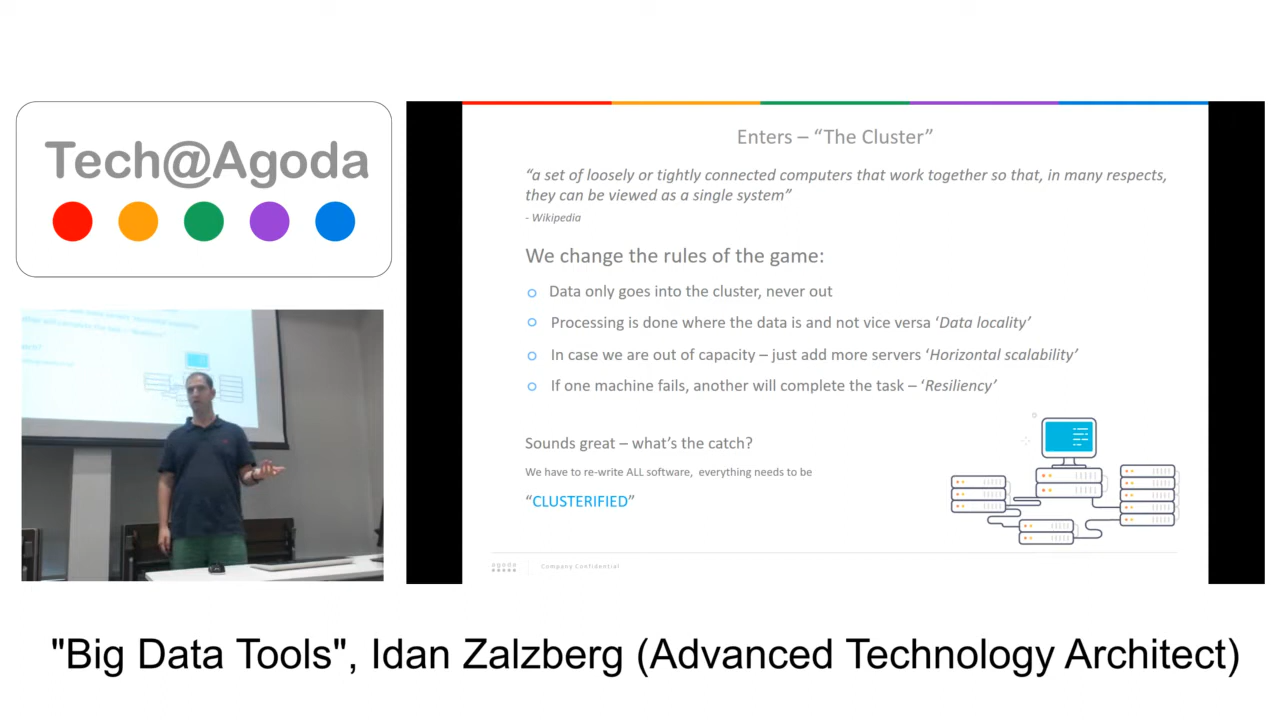 Tech@Agoda
Enters – “The Cluster”
“a set of loosely or tightly connected computers that work together so that, in many respects,
they can be viewed as a single system”
- Wikipedia
We change the rules of the game:
Data only goes into the cluster, never out
Processing is done where the data is and not vice versa ‘Data locality’
In case we are out of capacity – just add more servers ‘Horizontal scalability’
If one machine fails, another will complete the task – ‘Resiliency’
Sounds great – what’s the catch?
We have to re-write ALL software, everything needs to be
“CLUSTERIFIED”
agoda
Company Confidential
"Big Data Tools", Idan Zalzberg (Advanced Technology Architect)